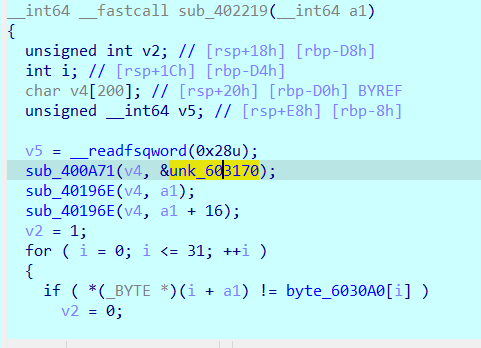 __int64 __fastcall sub_402219(__int64 a1)
{
  unsigned int v2; // [rsp+18h] [rbp-D8h]
  int i; // [rsp+1Ch] [rbp-D4h]
  char v4[200]; // [rsp+20h] [rbp-D0h] BYREF
  unsigned __int64 v5; // [rsp+E8h] [rbp-8h]
  v5 = __readfsqword(0x28u);
  sub_400A71(v4, &unk_603170);
  sub_40196E(v4, a1);
  sub_40196E(v4, a1 + 16);
  v2 = 1;
  for ( i = 0; i <= 31; ++i )
  {
    if ( *(_BYTE *)(i + a1) != byte_6030A0[i] )
      v2 = 0;